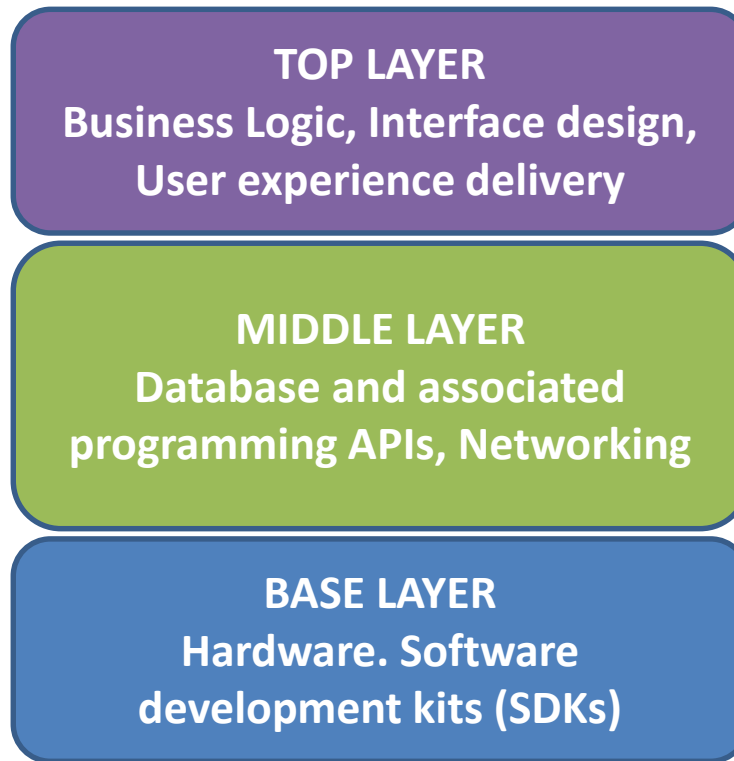 TOP LAYER
Business Logic, Interface design,
User experience delivery
MIDDLE LAYER
Database and associated
programming APIs, Networking
BASE LAYER
Hardware. Software
development kits (SDKs)